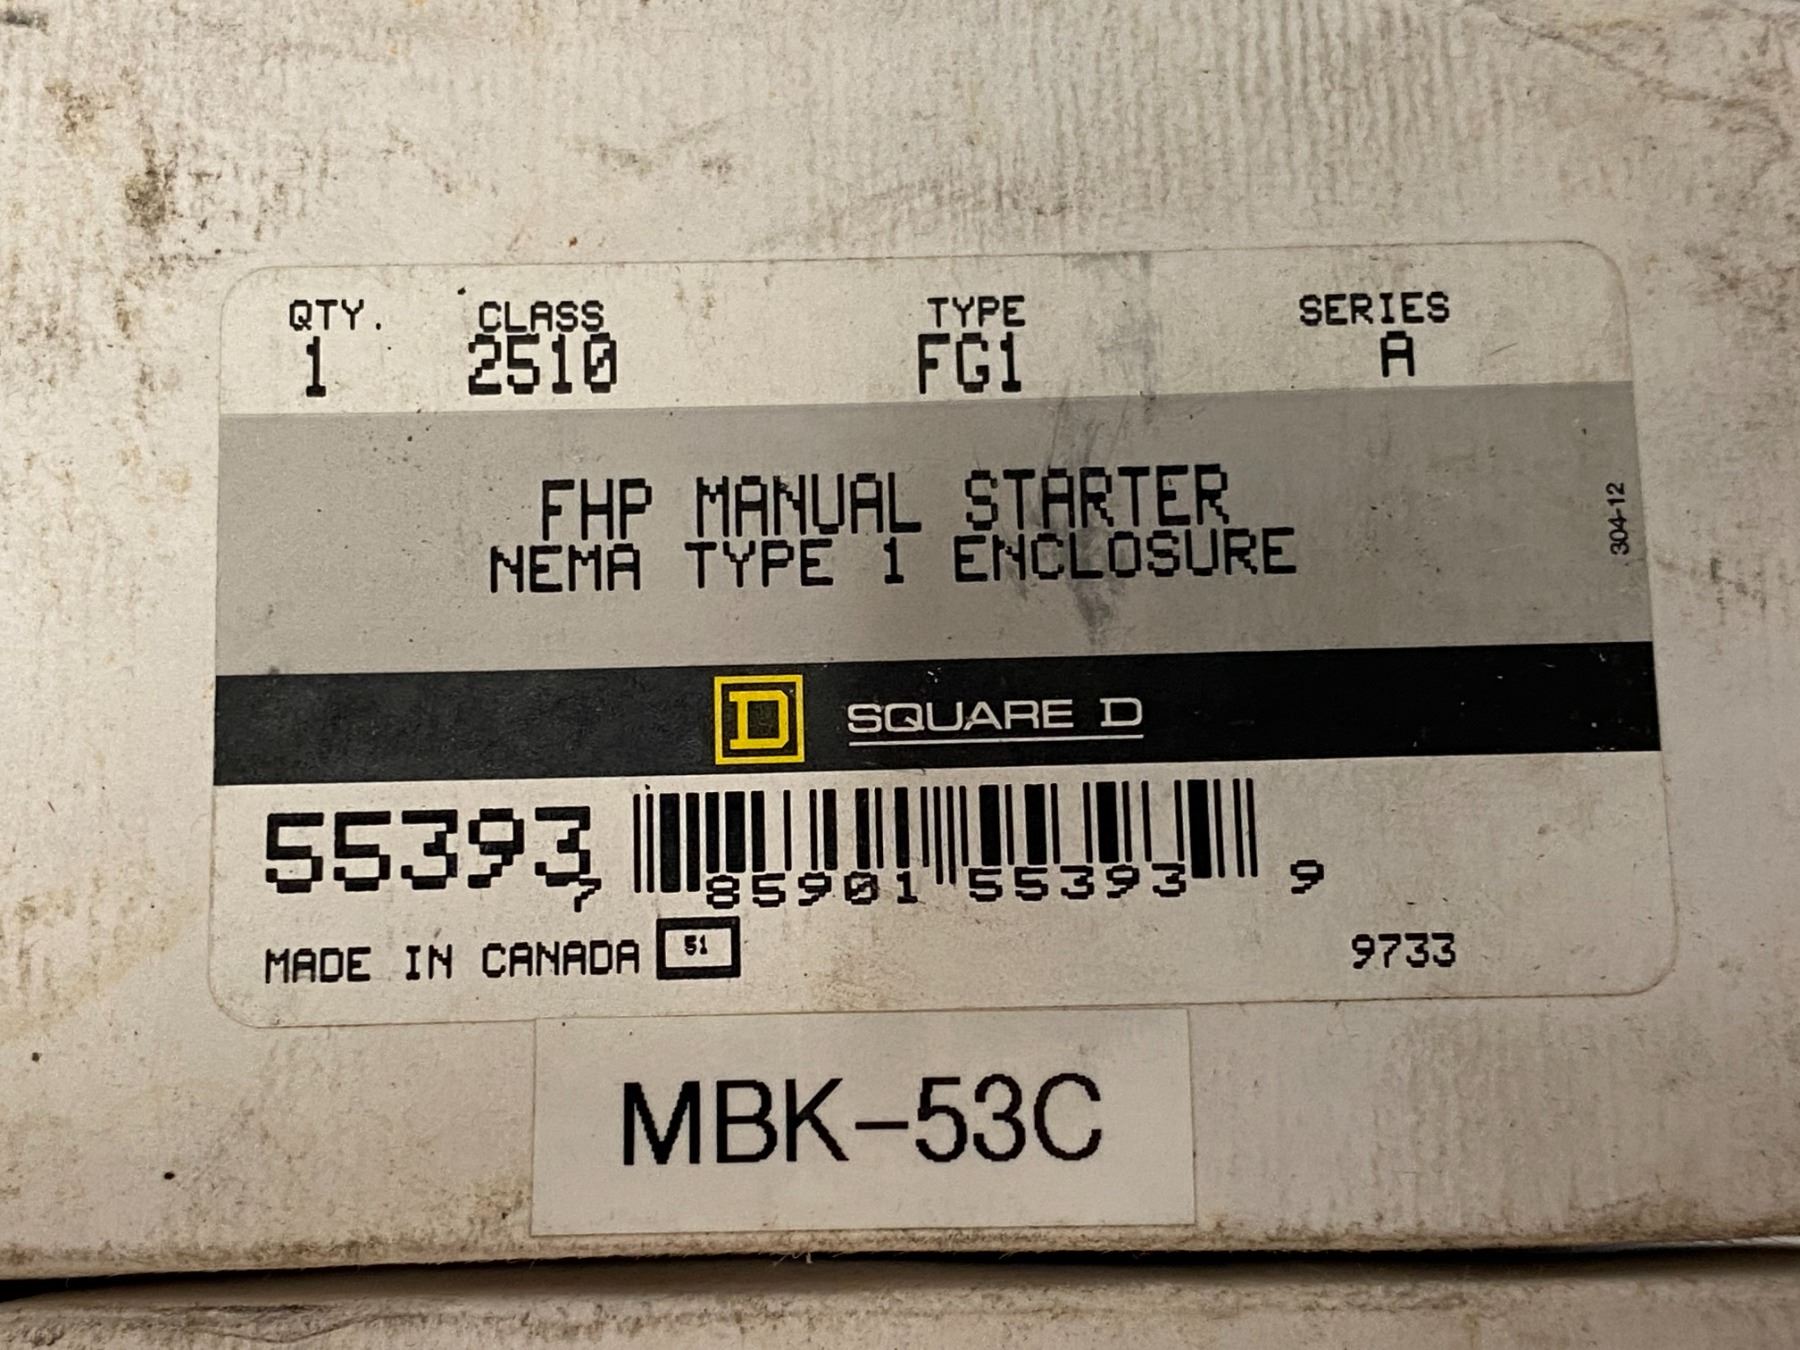 QTY. CLASS TYPE SERIES
1 2510 FG1 A
FHP MANUAL STARTER
NEMA TYPE 1 ENCLOSURE
304-12
D SQUARE D
55393
7 85901 55393 9
MADE IN CANADA 51 9733
MBK-53C